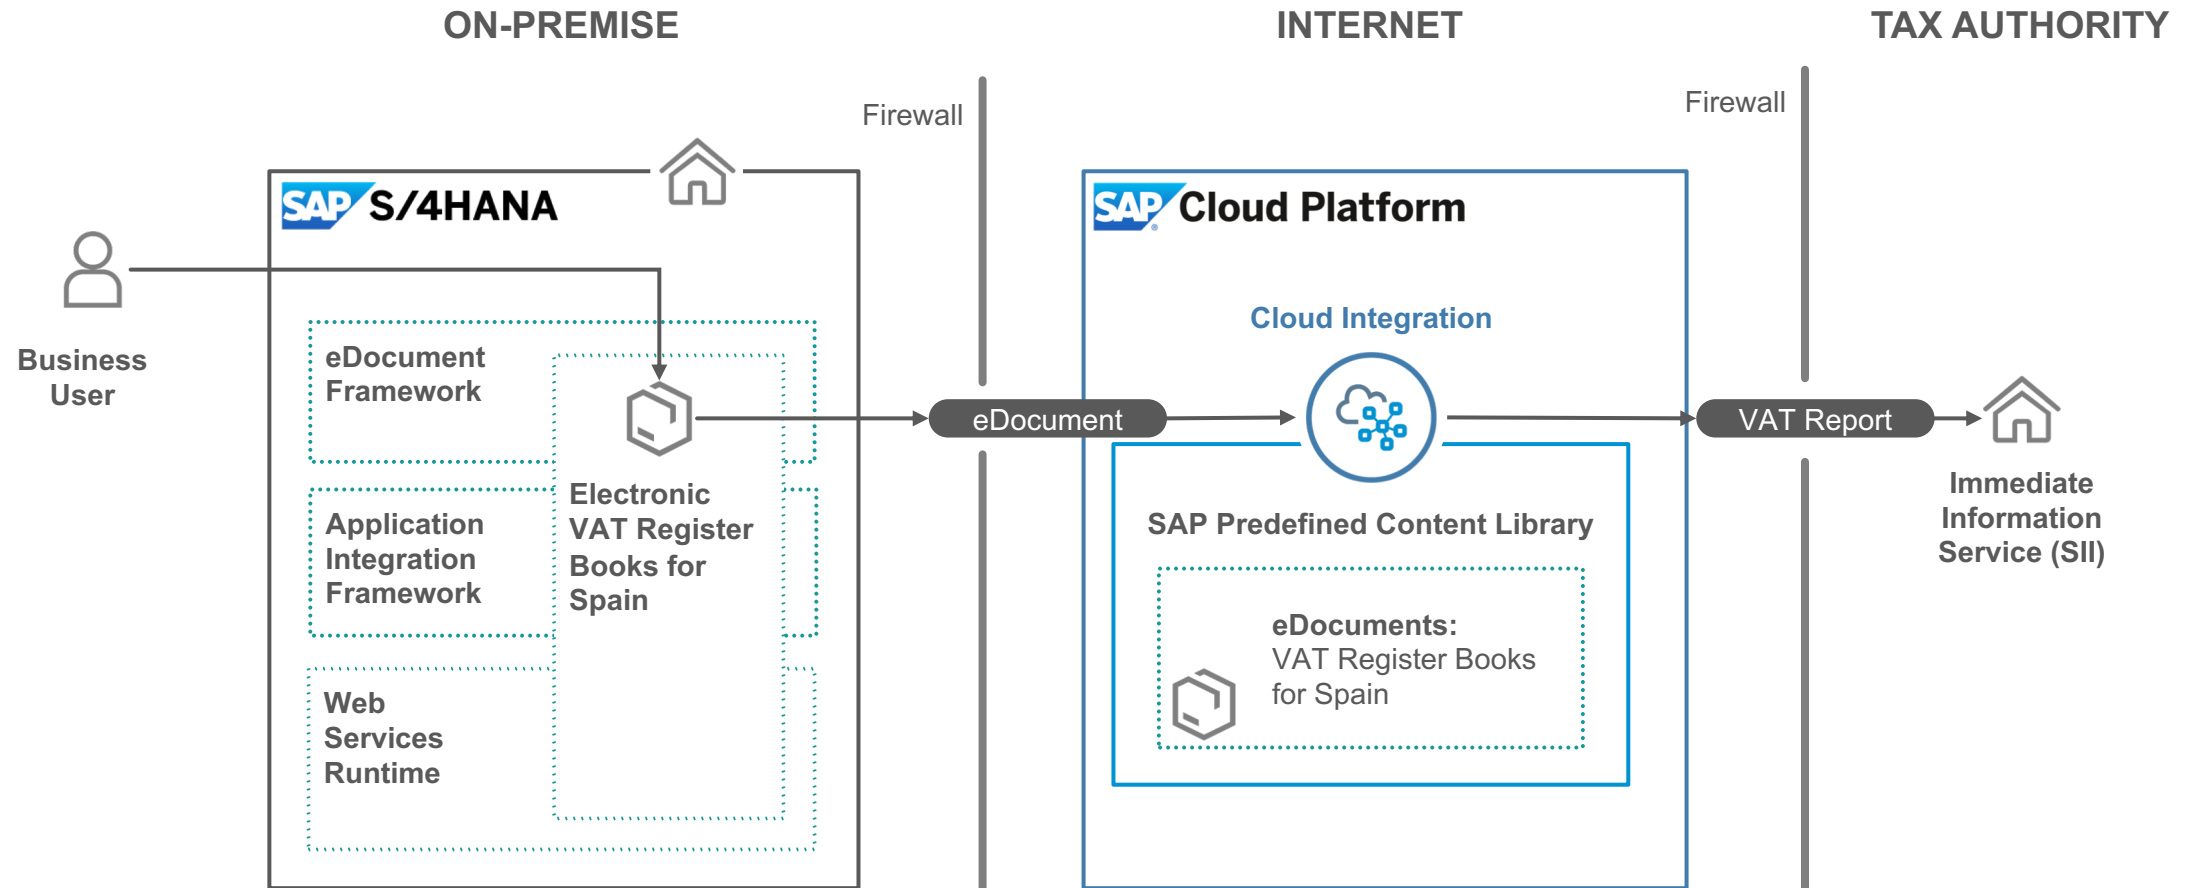 ON-PREMISE
INTERNET
TAX AUTHORITY
Firewall
Firewall
SAP S/4HANA
SAP® Cloud Platform
Business
User
eDocument
Framework
Application
Integration
Framework
Web
Services
Runtime
Electronic
VAT Register
Books for
Spain
eDocument
Cloud Integration
SAP Predefined Content Library
eDocuments:
VAT Register Books
for Spain
VAT Report
Immediate
Information
Service (SII)